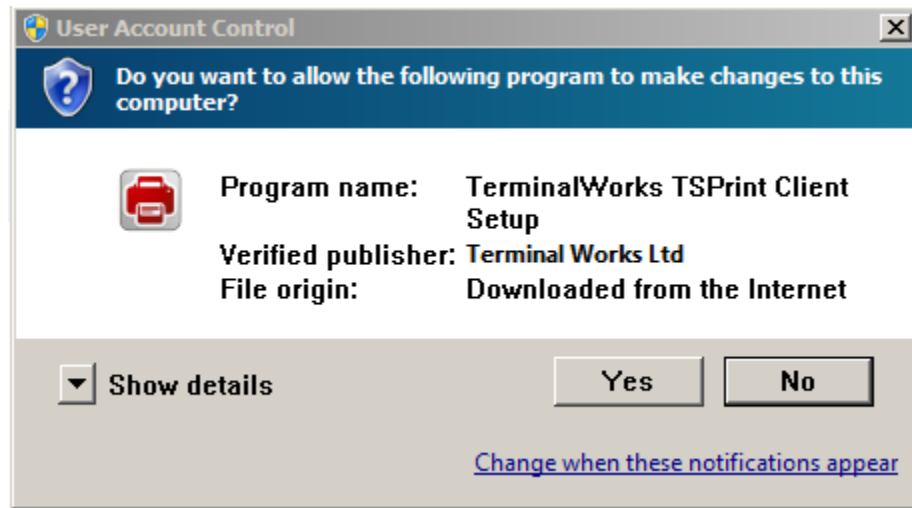 User Account Control
Do you want to allow the following program to make changes to this
computer?
Program name: TerminalWorks TSPrint Client
Setup
Verified publisher: Terminal Works Ltd
File origin: Downloaded from the Internet
Show details
Yes No
Change when these notifications appear